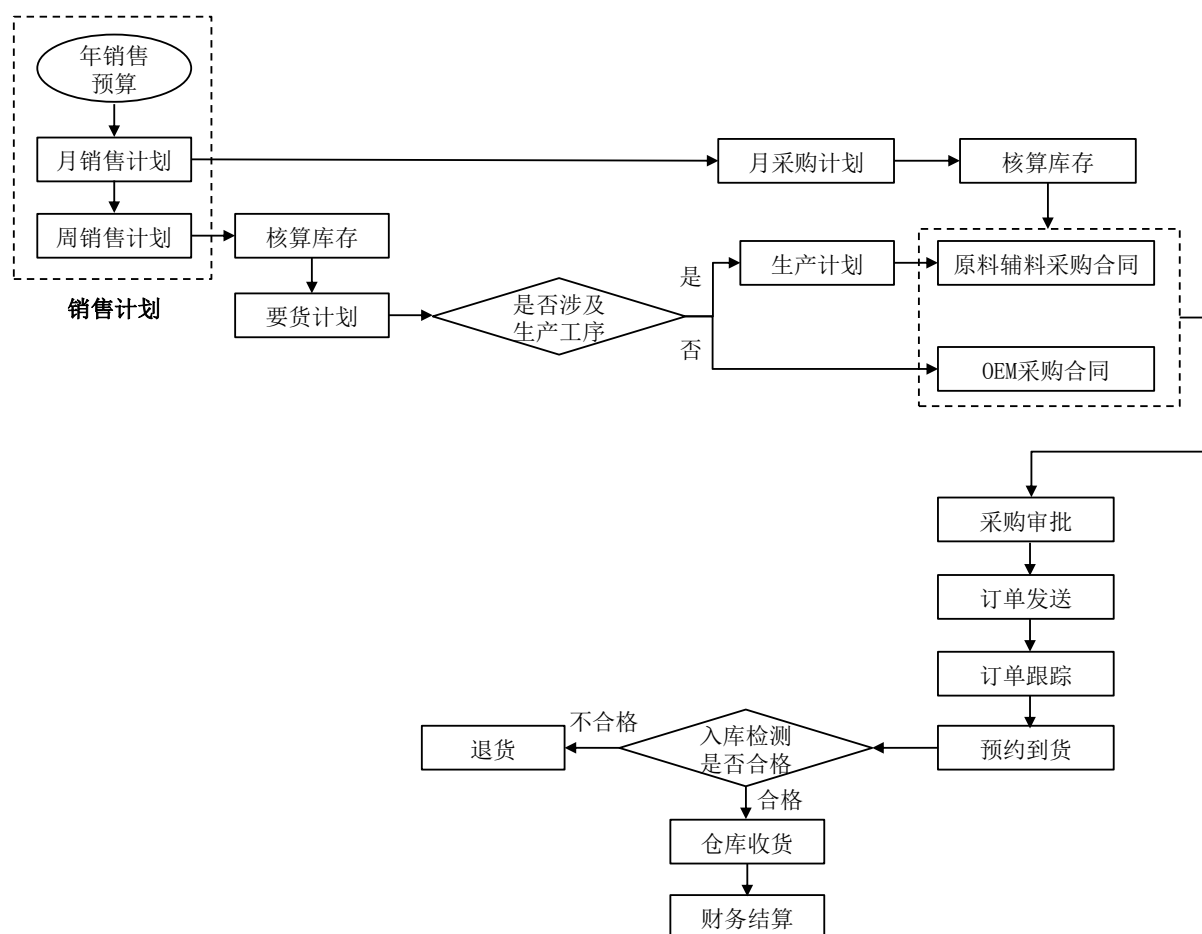 年销售
预算
月销售计划
月采购计划
核算库存
周销售计划
核算库存
生产计划
原料辅料采购合同
是
销售计划
要货计划
是否涉及
生产工序
否
OEM采购合同
采购审批
订单发送
订单跟踪
不合格
退货
入库检测
是否合格
预约到货
合格
仓库收货
财务结算